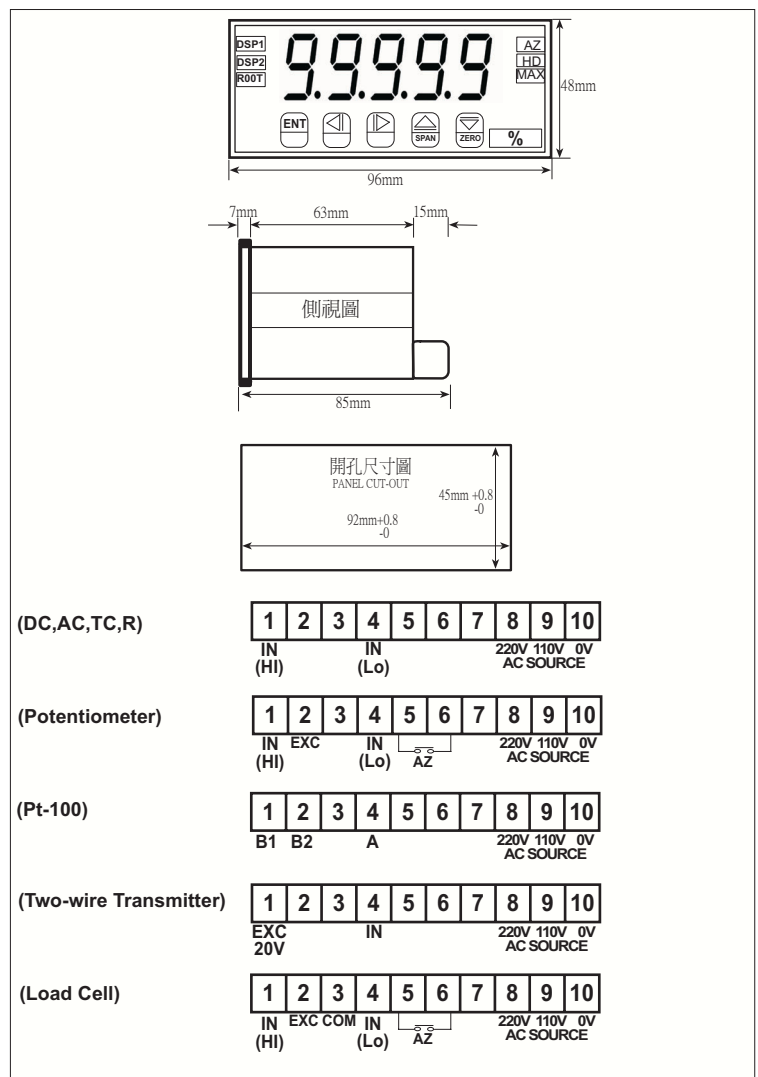 DSP1
DSP2
R00T
9.9.9.9.9
AZ
HD
MAX
48mm
ENT
SPAN
ZERO
%
96mm
7mm 63mm 15mm
側視圖
85mm
開孔尺寸圖
PANEL CUT-OUT
45mm +0.8
-0
92mm+0.8
-0
(DC,AC,TC,R)
1 2 3 4 5 6 7 8 9 10
IN IN 220V 110V 0V
(HI) (Lo) AC SOURCE
(Potentiometer)
1 2 3 4 5 6 7 8 9 10
IN EXC IN 220V 110V 0V
(HI) (Lo) AZ AC SOURCE
(Pt-100)
1 2 3 4 5 6 7 8 9 10
B1 B2 A 220V 110V 0V
AC SOURCE
(Two-wire Transmitter)
1 2 3 4 5 6 7 8 9 10
EXC IN 220V 110V 0V
20V AC SOURCE
(Load Cell)
1 2 3 4 5 6 7 8 9 10
IN EXC COM IN 220V 110V 0V
(HI) (Lo) AZ AC SOURCE